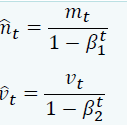 m̂_t = m_t / (1 − β_1^t)
v̂_t = v_t / (1 − β_2^t)